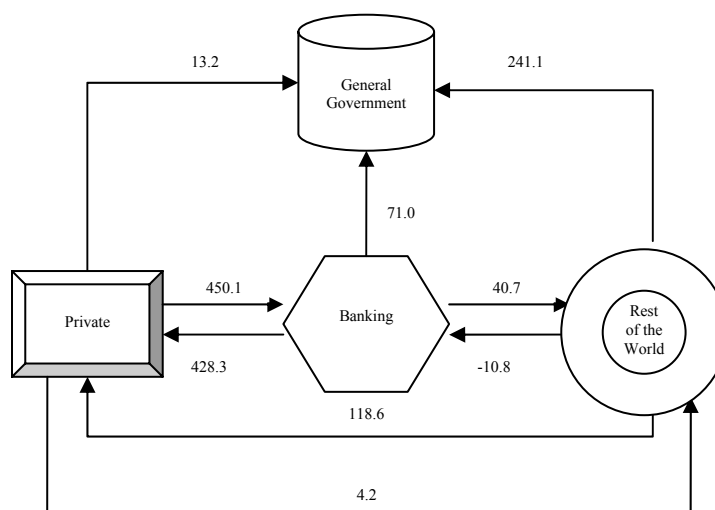 13.2
241.1
General
Government
71.0
450.1
40.7
Private
Banking
Rest
of the
World
428.3
-10.8
118.6
4.2